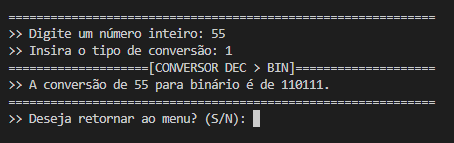 ================================================================
>> Digite um número inteiro: 55
>> Insira o tipo de conversão: 1
=====================[CONVERSOR DEC > BIN]=====================
>> A conversão de 55 para binário é de 110111.
================================================================
>> Deseja retornar ao menu? (S/N):